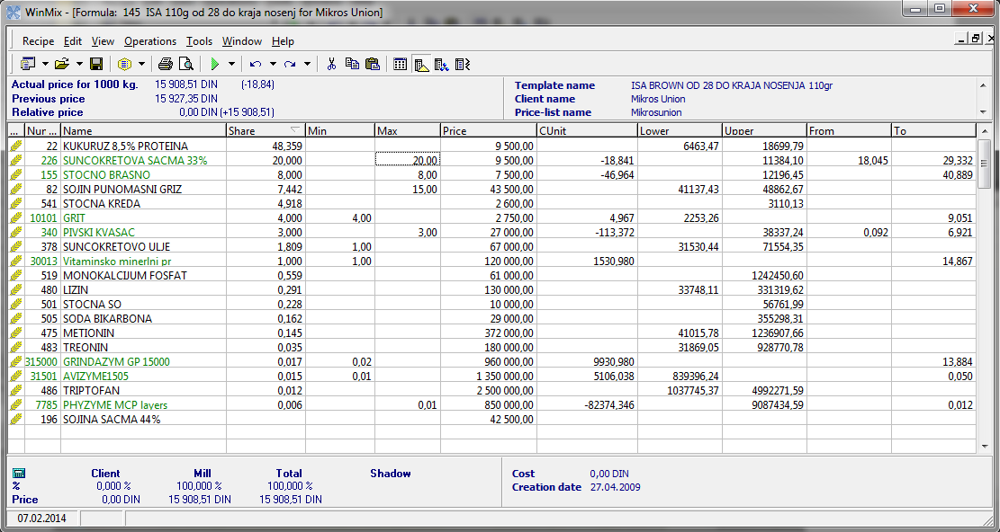 WinMix - [Formula: 145 ISA 110g od 28 do kraja nosenj for Mikros Union]
Recipe Edit View Operations Tools Window Help
Actual price for 1000 kg. 15 908,51 DIN (-18,84) Template name ISA BROWN OD 28 DO KRAJA NOSENJA 110gr
Previous price 15 927,35 DIN Client name Mikros Union
Relative price 0,00 DIN (+15 908,51) Price-list name Mikrosunion
... Nur ... Name Share Min Max Price CUnit Lower Upper From To
22 KUKURUZ 8,5% PROTEINA 48,359 9 500,00 6463,47 18699,79
226 SUNCOKRETOVA SACMA 33% 20,000 20,00 9 500,00 -18,841 11384,10 18,045 29,332
155 STOCNO BRASNO 8,000 8,00 7 500,00 -46,964 12196,45 40,889
82 SOJIN PUNOMASNI GRIZ 7,442 15,00 43 500,00 41137,43 48862,67
541 STOCNA KREDA 4,918 2 600,00 3110,13
10101 GRIT 4,000 4,00 2 750,00 4,967 2253,26 9,051
340 PIVSKI KVASAC 3,000 3,00 27 000,00 -113,372 38337,24 0,092 6,921
378 SUNCOKRETOVO ULJE 1,809 1,00 67 000,00 31530,44 71554,35
30013 Vitaminsko minerlni pr 1,000 1,00 120 000,00 1530,980 14,867
519 MONOKALCIJUM FOSFAT 0,559 61 000,00 1242450,60
480 LIZIN 0,291 130 000,00 33748,11 331319,62
501 STOCNA SO 0,228 10 000,00 56761,99
505 SODA BIKARBONA 0,162 29 000,00 355298,31
475 METIONIN 0,145 372 000,00 41015,78 1236907,66
483 TREONIN 0,035 180 000,00 31869,05 928770,78
315000 GRINDAZYM GP 15000 0,017 0,02 960 000,00 9930,980 13,884
31501 AVIZYME1505 0,015 0,01 1 350 000,00 5106,038 839396,24 0,050
486 TRIPTOFAN 0,012 2 500 000,00 1037745,37 4992271,59
7785 PHYZYME MCP layers 0,006 0,01 850 000,00 -82374,346 9087434,59 0,012
196 SOJINA SACMA 44% 42 500,00
Client Mill Total Shadow Cost 0,00 DIN
% 0,000 % 100,000 % 100,000 % Creation date 27.04.2009
Price 0,00 DIN 15 908,51 DIN 15 908,51 DIN
07.02.2014